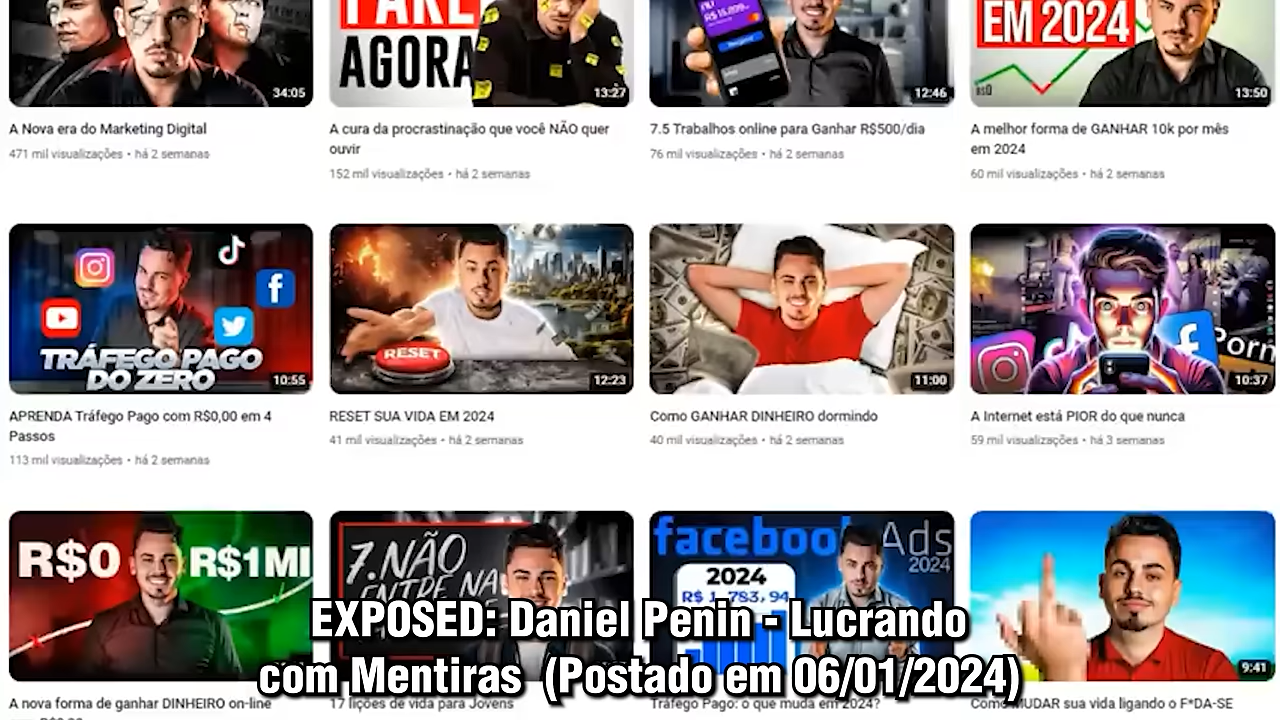 FAKE
EM 2024
AGORA
R$ 15.899,
R$0
34:05
13:27
12:46
13:50
A Nova era do Marketing Digital
471 mil visualizações • há 2 semanas
A cura da procrastinação que você NÃO quer
ouvir
152 mil visualizações • há 2 semanas
7.5 Trabalhos online para Ganhar R$500/dia
76 mil visualizações • há 2 semanas
A melhor forma de GANHAR 10k por mês
em 2024
60 mil visualizações • há 2 semanas
TRÁFEGO PAGO
DO ZERO
10:55
RESET
12:23
11:00
Porn
10:37
APRENDA Tráfego Pago com R$0,00 em 4
Passos
113 mil visualizações • há 2 semanas
RESET SUA VIDA EM 2024
41 mil visualizações • há 2 semanas
Como GANHAR DINHEIRO dormindo
40 mil visualizações • há 2 semanas
A Internet está PIOR do que nunca
59 mil visualizações • há 3 semanas
R$0
R$1MI
7. NÃO
ENTRE NA
facebook Ads
2024
2024
R$ 1.783,94
9:41
EXPOSED: Daniel Penin - Lucrando
com Mentiras (Postado em 06/01/2024)
A nova forma de ganhar DINHEIRO on-line
17 lições de vida para Jovens
Tráfego Pago: o que muda em 2024?
Como MUDAR sua vida ligando o F*DA-SE